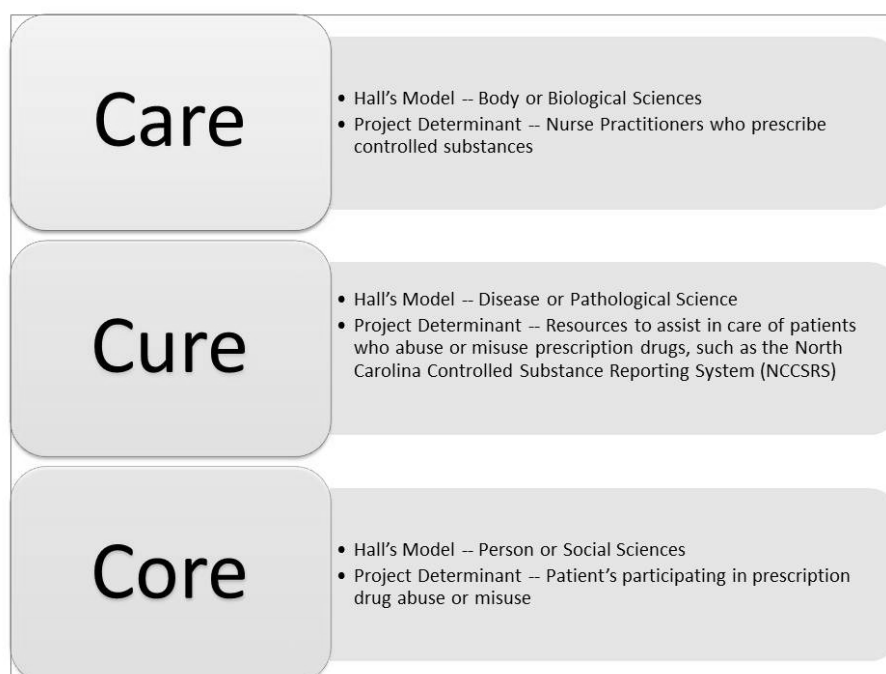 Care
• Hall’s Model -- Body or Biological Sciences
• Project Determinant -- Nurse Practitioners who prescribe
controlled substances
Cure
• Hall’s Model -- Disease or Pathological Science
• Project Determinant -- Resources to assist in care of patients
who abuse or misuse prescription drugs, such as the North
Carolina Controlled Substance Reporting System (NCCSRS)
Core
• Hall’s Model -- Person or Social Sciences
• Project Determinant -- Patient’s participating in prescription
drug abuse or misuse